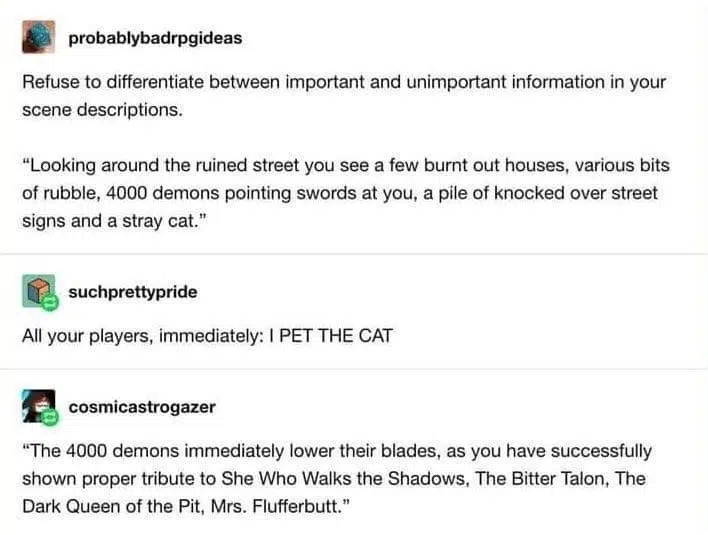 probablybadrpgideas
Refuse to differentiate between important and unimportant information in your
scene descriptions.
“Looking around the ruined street you see a few burnt out houses, various bits
of rubble, 4000 demons pointing swords at you, a pile of knocked over street
signs and a stray cat.”
suchprettypride
All your players, immediately: I PET THE CAT
cosmicastrogazer
“The 4000 demons immediately lower their blades, as you have successfully
shown proper tribute to She Who Walks the Shadows, The Bitter Talon, The
Dark Queen of the Pit, Mrs. Flufferbutt.”